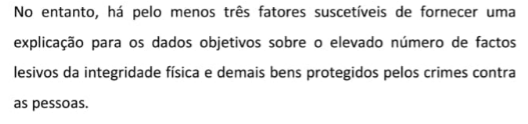 No entanto, há pelo menos três fatores suscetíveis de fornecer uma
explicação para os dados objetivos sobre o elevado número de factos
lesivos da integridade física e demais bens protegidos pelos crimes contra
as pessoas.